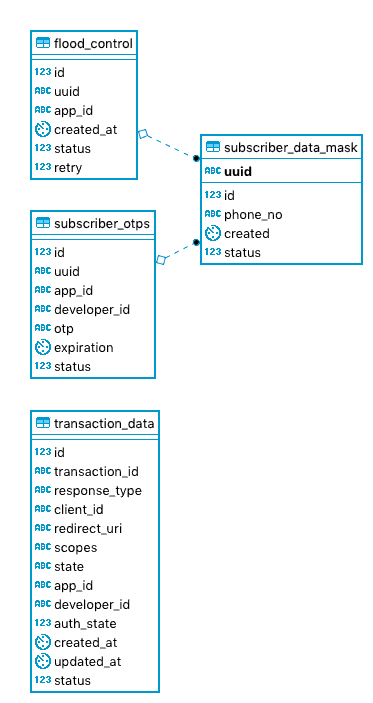 flood_control
123 id
ABC uuid
ABC app_id
created_at
123 status
123 retry
subscriber_data_mask
ABC uuid
123 id
ABC phone_no
created
123 status
subscriber_otps
123 id
ABC uuid
ABC app_id
ABC developer_id
ABC otp
expiration
123 status
transaction_data
123 id
ABC transaction_id
ABC response_type
ABC client_id
ABC redirect_uri
ABC scopes
ABC state
ABC app_id
ABC developer_id
123 auth_state
created_at
updated_at
123 status